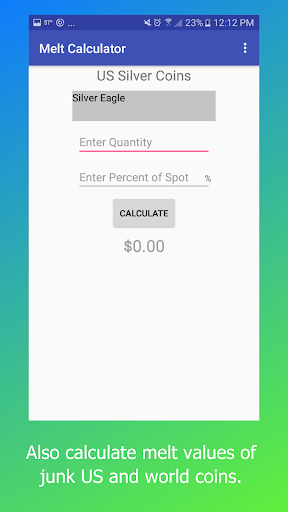 57° ... 23% 12:12 PM
Melt Calculator
US Silver Coins
Silver Eagle
Enter Quantity
Enter Percent of Spot %
CALCULATE
$0.00
Also calculate melt values of
junk US and world coins.